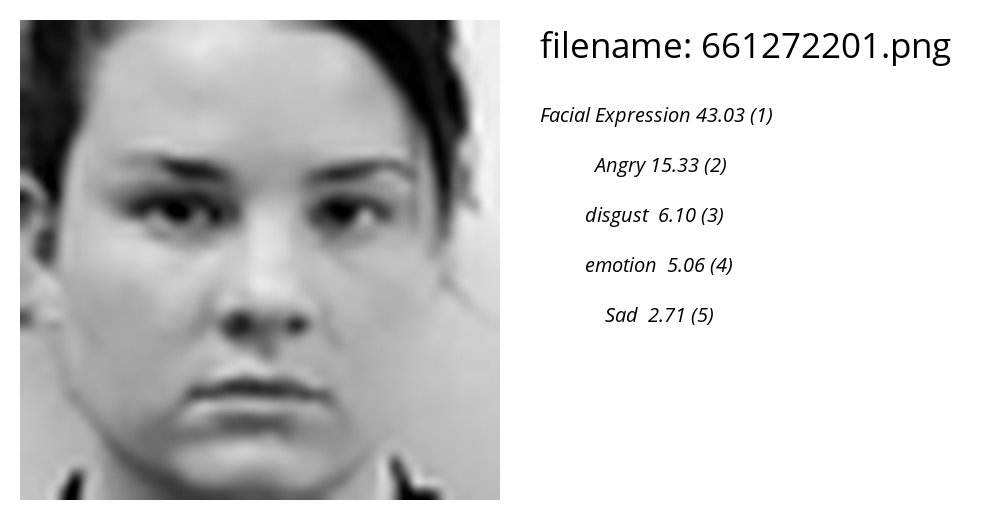 filename: 661272201.png
Facial Expression 43.03 (1)
Angry 15.33 (2)
disgust 6.10 (3)
emotion 5.06 (4)
Sad 2.71 (5)